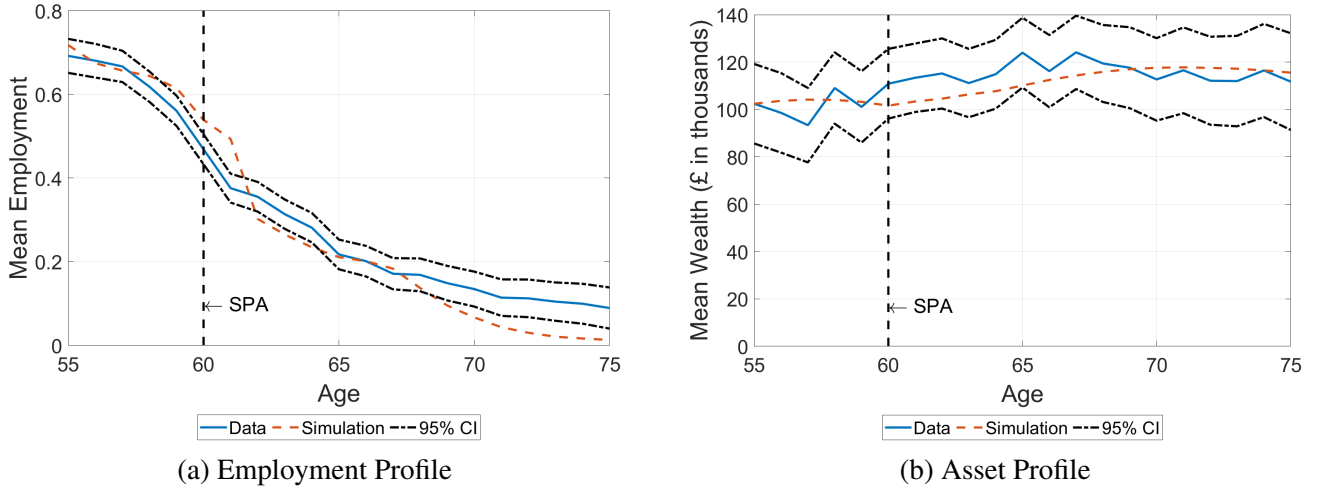 0.8
0.6
0.4
0.2
0
55
60
65
70
75
Mean Employment
← SPA
Age
Data
Simulation
95% CI
(a) Employment Profile
140
120
100
80
60
40
20
0
55
60
65
70
75
Mean Wealth (£ in thousands)
← SPA
Age
Data
Simulation
95% CI
(b) Asset Profile